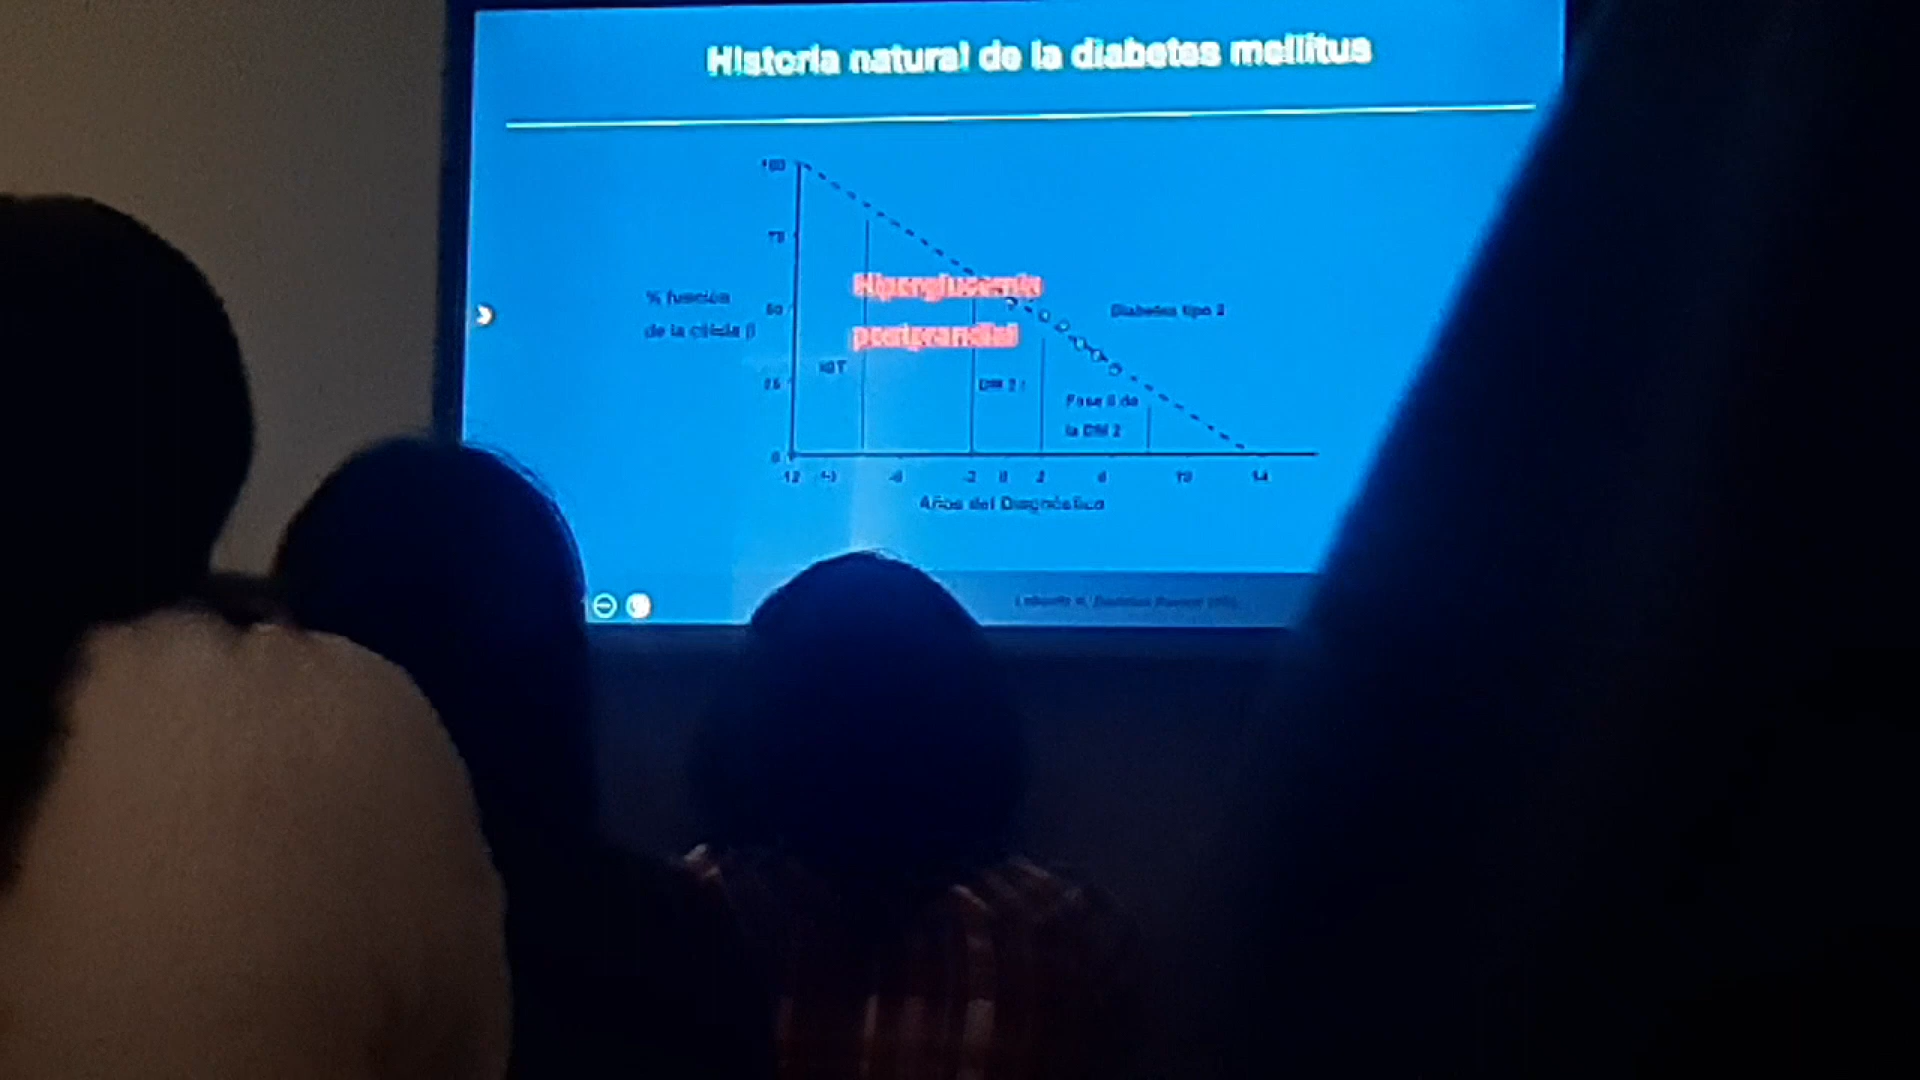 Historia natural de la diabetes mellitus
100
75
Hiperglucemia
% función
50
Diabetes tipo 2
de la célula β
postprandial
IGT
25
DM 2 I
Fase II de
la DM 2
0
-12 -6 -2 0 2 6 10 14
Años del Diagnóstico